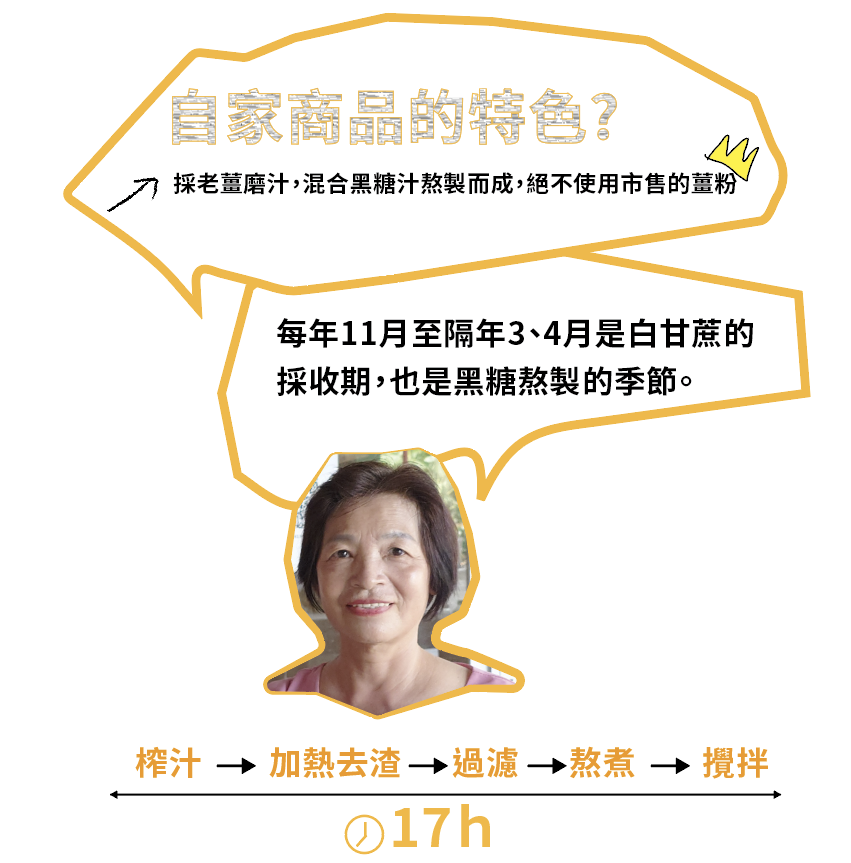 自家商品的特色?
採老薑磨汁，混合黑糖汁熬製而成，絕不使用市售的薑粉
每年11月至隔年3、4月是白甘蔗的
採收期，也是黑糖熬製的季節。
榨汁 → 加熱去渣 → 過濾 → 熬煮 → 攪拌
17h